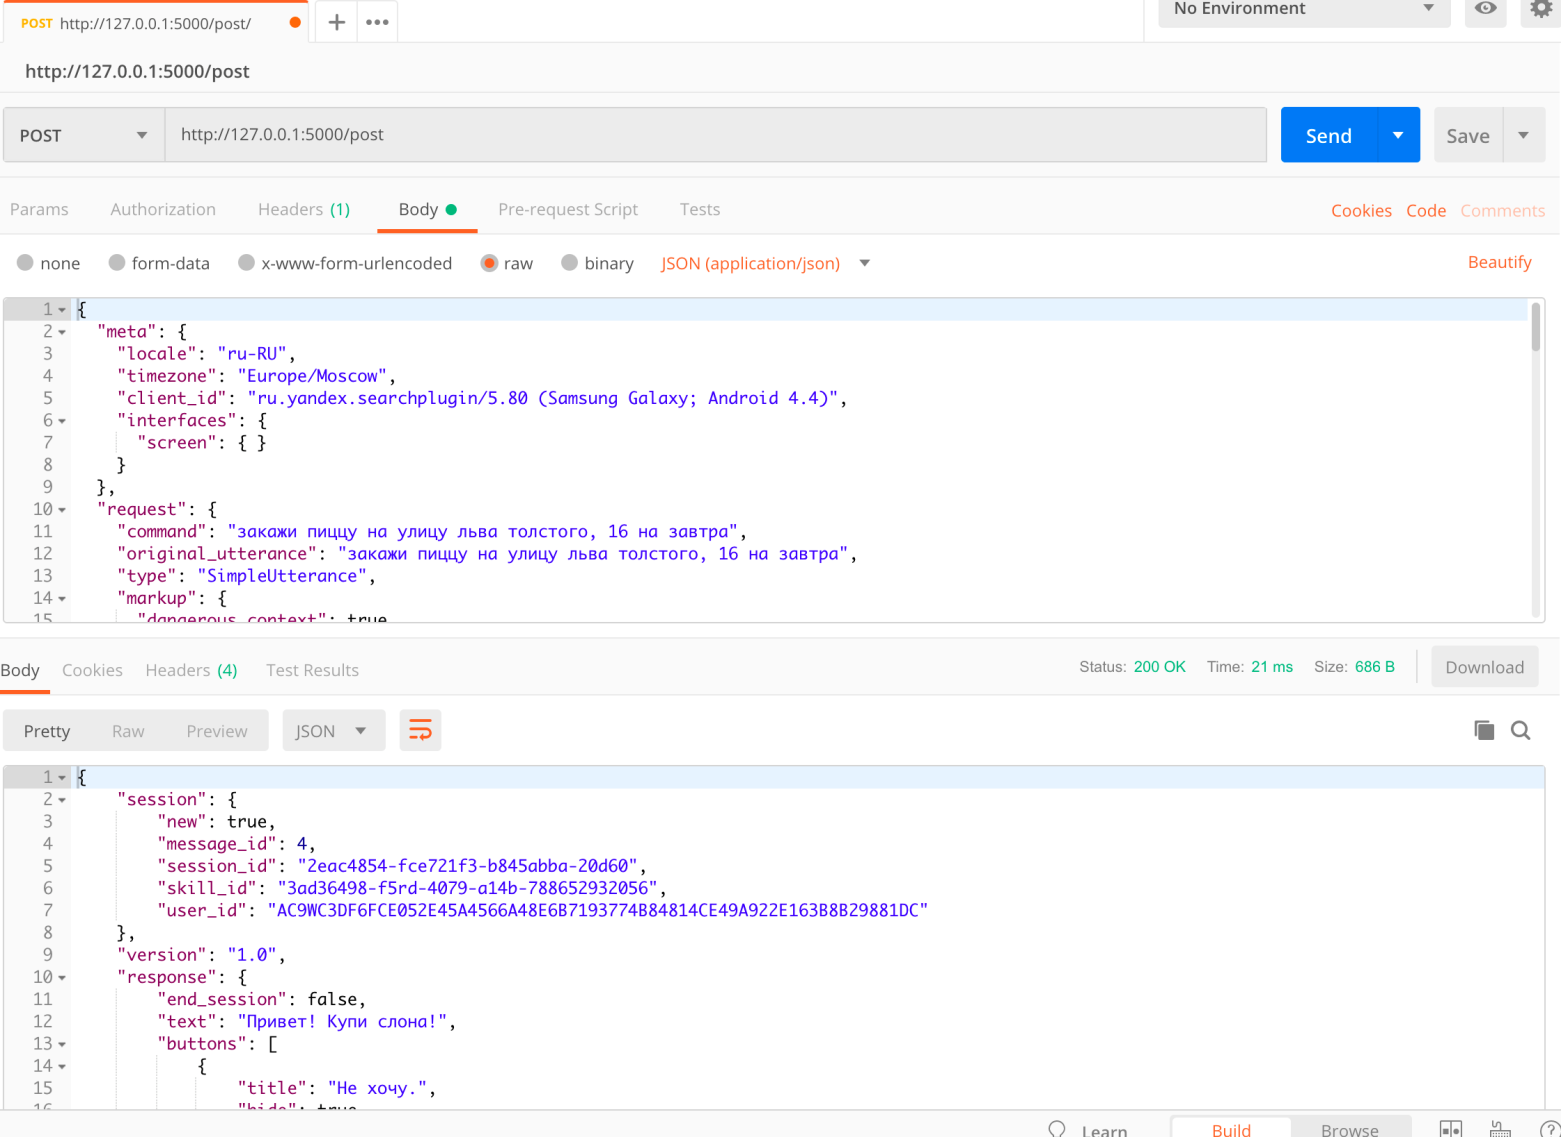 POST http://127.0.0.1:5000/post/
No Environment
http://127.0.0.1:5000/post
POST http://127.0.0.1:5000/post Send Save
Params Authorization Headers (1) Body Pre-request Script Tests Cookies Code Comments
none form-data x-www-form-urlencoded raw binary JSON (application/json) Beautify
1 {
2 "meta": {
3 "locale": "ru-RU",
4 "timezone": "Europe/Moscow",
5 "client_id": "ru.yandex.searchplugin/5.80 (Samsung Galaxy; Android 4.4)",
6 "interfaces": {
7 "screen": { }
8 }
9 },
10 "request": {
11 "command": "закажи пиццу на улицу льва толстого, 16 на завтра",
12 "original_utterance": "закажи пиццу на улицу льва толстого, 16 на завтра",
13 "type": "SimpleUtterance",
14 "markup": {
15 "dangerous_context": true
Body Cookies Headers (4) Test Results Status: 200 OK Time: 21 ms Size: 686 B Download
Pretty Raw Preview JSON
1 {
2 "session": {
3 "new": true,
4 "message_id": 4,
5 "session_id": "2eac4854-fce721f3-b845abba-20d60",
6 "skill_id": "3ad36498-f5rd-4079-a14b-788652932056",
7 "user_id": "AC9WC3DF6FCE052E45A4566A48E6B7193774B84814CE49A922E163B8B29881DC"
8 },
9 "version": "1.0",
10 "response": {
11 "end_session": false,
12 "text": "Привет! Купи слона!",
13 "buttons": [
14 {
15 "title": "Не хочу.",
16 "hide": true
Learn Build Browse